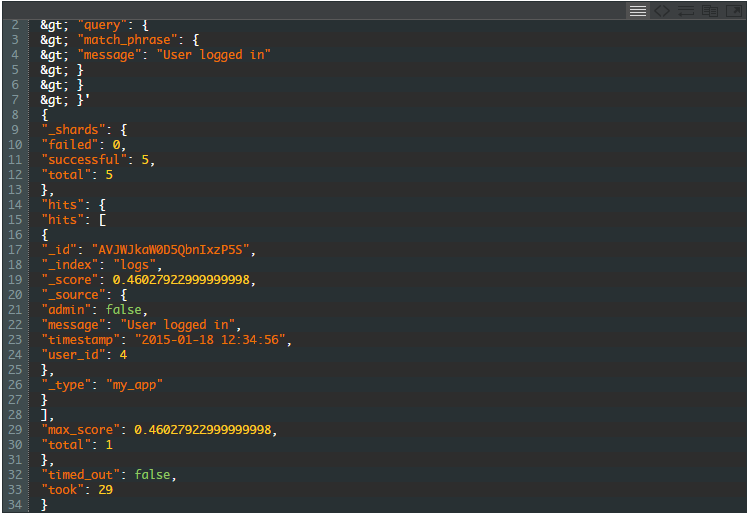 2 &gt; "query": {
3 &gt; "match_phrase": {
4 &gt; "message": "User logged in"
5 &gt; }
6 &gt; }
7 &gt; }'
8 {
9 "_shards": {
10 "failed": 0,
11 "successful": 5,
12 "total": 5
13 },
14 "hits": {
15 "hits": [
16 {
17 "_id": "AVJWJkaW0D5QbnIxzP5S",
18 "_index": "logs",
19 "_score": 0.46027922999999998,
20 "_source": {
21 "admin": false,
22 "message": "User logged in",
23 "timestamp": "2015-01-18 12:34:56",
24 "user_id": 4
25 },
26 "_type": "my_app"
27 }
28 ],
29 "max_score": 0.46027922999999998,
30 "total": 1
31 },
32 "timed_out": false,
33 "took": 29
34 }